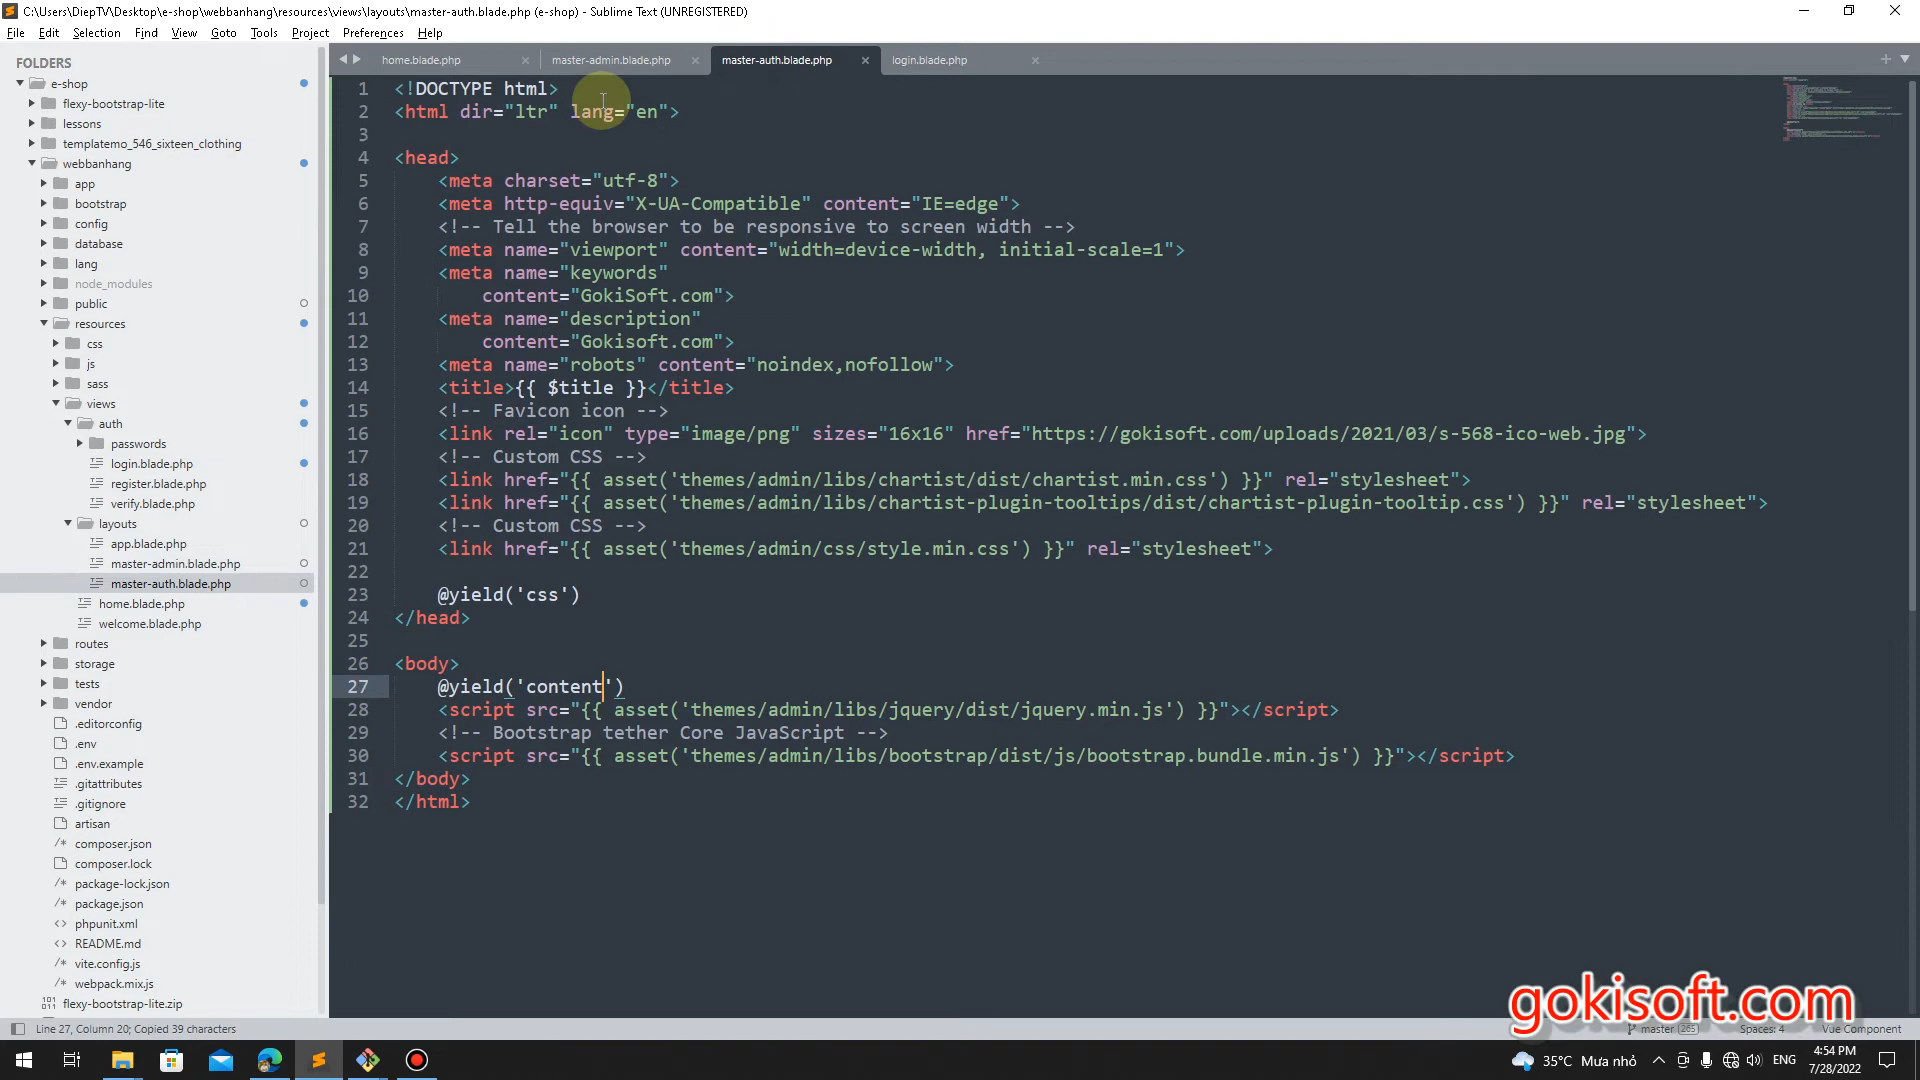 C:\Users\DiepTV\Desktop\e-shop\webbanhang\resources\views\layouts\master-auth.blade.php (e-shop) - Sublime Text (UNREGISTERED)
File Edit Selection Find View Goto Tools Project Preferences Help
FOLDERS
e-shop
flexy-bootstrap-lite
lessons
templatemo_546_sixteen_clothing
webbanhang
app
bootstrap
config
database
lang
node_modules
public
resources
css
js
sass
views
auth
passwords
login.blade.php
register.blade.php
verify.blade.php
layouts
app.blade.php
master-admin.blade.php
master-auth.blade.php
home.blade.php
welcome.blade.php
routes
storage
tests
vendor
.editorconfig
.env
.env.example
.gitattributes
.gitignore
artisan
composer.json
composer.lock
package-lock.json
package.json
phpunit.xml
README.md
vite.config.js
webpack.mix.js
flexy-bootstrap-lite.zip
home.blade.php master-admin.blade.php master-auth.blade.php login.blade.php
1 <!DOCTYPE html>
2 <html dir="ltr" lang="en">
3
4 <head>
5 <meta charset="utf-8">
6 <meta http-equiv="X-UA-Compatible" content="IE=edge">
7 <!-- Tell the browser to be responsive to screen width -->
8 <meta name="viewport" content="width=device-width, initial-scale=1">
9 <meta name="keywords"
10 content="GokiSoft.com">
11 <meta name="description"
12 content="Gokisoft.com">
13 <meta name="robots" content="noindex,nofollow">
14 <title>{{ $title }}</title>
15 <!-- Favicon icon -->
16 <link rel="icon" type="image/png" sizes="16x16" href="https://gokisoft.com/uploads/2021/03/s-568-ico-web.jpg">
17 <!-- Custom CSS -->
18 <link href="{{ asset('themes/admin/libs/chartist/dist/chartist.min.css') }}" rel="stylesheet">
19 <link href="{{ asset('themes/admin/libs/chartist-plugin-tooltips/dist/chartist-plugin-tooltip.css') }}" rel="stylesheet">
20 <!-- Custom CSS -->
21 <link href="{{ asset('themes/admin/css/style.min.css') }}" rel="stylesheet">
22
23 @yield('css')
24 </head>
25
26 <body>
27 @yield('content')
28 <script src="{{ asset('themes/admin/libs/jquery/dist/jquery.min.js') }}"></script>
29 <!-- Bootstrap tether Core JavaScript -->
30 <script src="{{ asset('themes/admin/libs/bootstrap/dist/js/bootstrap.bundle.min.js') }}"></script>
31 </body>
32 </html>
gokisoft.com
Line 27, Column 20; Copied 39 characters
master 265 Spaces: 4 Vue Component
35°C Mưa nhỏ ENG 4:54 PM
7/28/2022